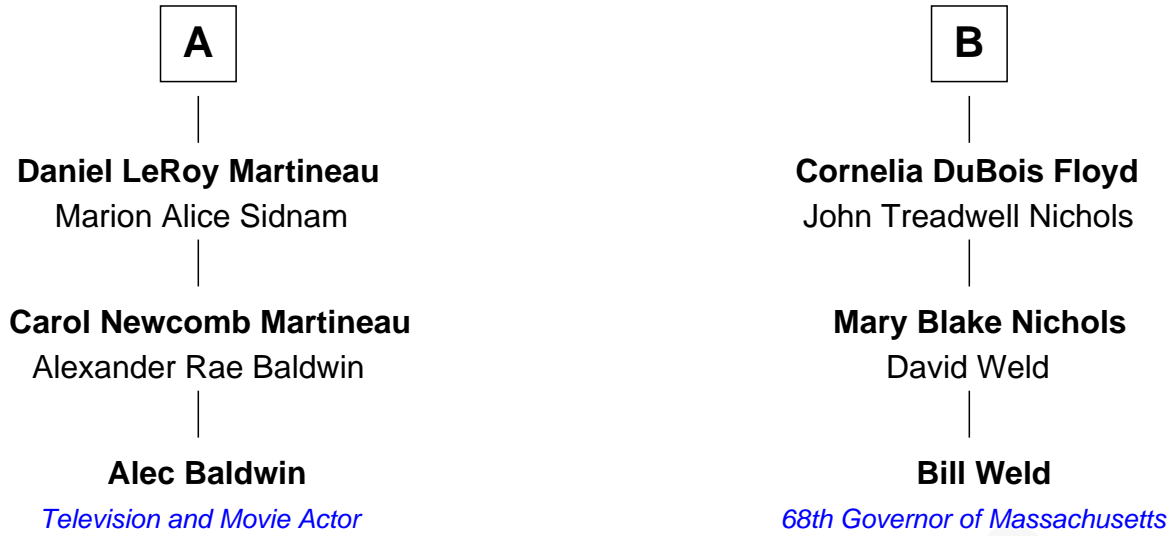 A
B
Daniel LeRoy Martineau
Marion Alice Sidnam
Cornelia DuBois Floyd
John Treadwell Nichols
Carol Newcomb Martineau
Alexander Rae Baldwin
Mary Blake Nichols
David Weld
Alec Baldwin
Television and Movie Actor
Bill Weld
68th Governor of Massachusetts